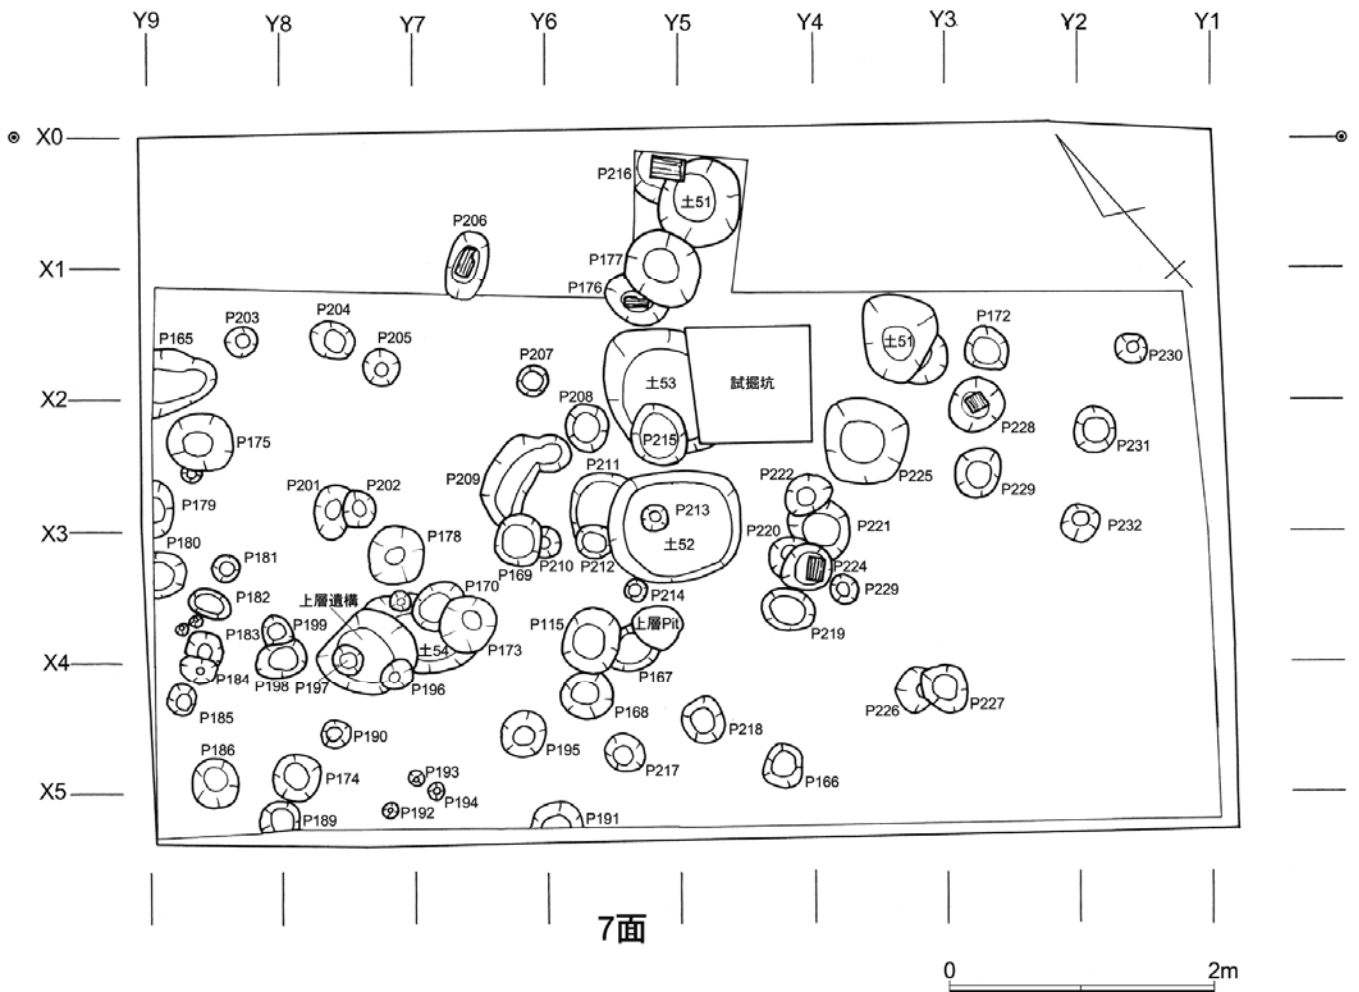 Y9 Y8 Y7 Y6 Y5 Y4 Y3 Y2 Y1
X0
P216
土51
P206
P177
X1
P176
P203 P204
P205
P165
P207
土53
試掘坑
土51
P172
P230
X2
P208
P215
P228
P231
P175
P209
P211
P222
P225
P229
P201 P202
P213
P179
P220
P221
P232
X3
土52
P178
P180
P181
P169 P210 P212
P224
P214
P229
P182
上層遺構
P170
P219
P183
P199
P115
上層Pit
土54
P173
X4
P184
P198 P197
P196
P167
P168
P226
P227
P185
P190
P195
P218
P217
P186
P174
P193
P166
X5
P194
P189
P192
P191
7面
0 2m